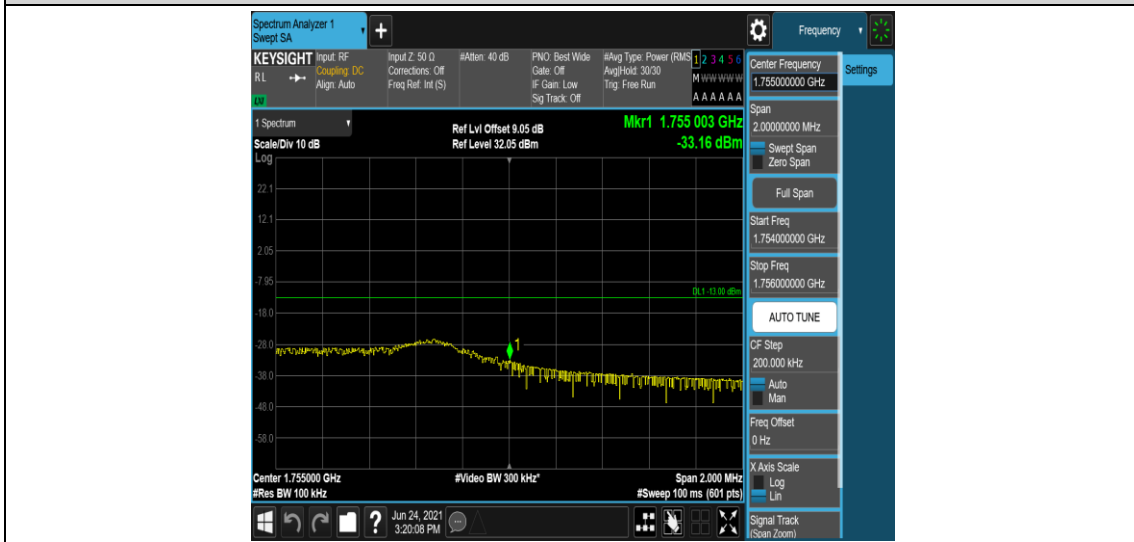 Spectrum Analyzer 1
Swept SA
+
Frequency
KEYSIGHT
RL
LXI
Input: RF
Coupling: DC
Align: Auto
Input Z: 50 Ω
Corrections: Off
Freq Ref: Int (S)
#Atten: 40 dB
PNO: Best Wide
Gate: Off
IF Gain: Low
Sig Track: Off
#Avg Type: Power (RMS
Avg|Hold: 30/30
Trig: Free Run
1 2 3 4 5 6
M W W W W W
A A A A A A
1 Spectrum
Scale/Div 10 dB
Ref Lvl Offset 9.05 dB
Ref Level 32.05 dBm
Mkr1 1.755 003 GHz
-33.16 dBm
Log
22.1
12.1
2.05
-7.95
-18.0
-28.0
-38.0
-48.0
-58.0
DL1 -13.00 dBm
1
Center 1.755000 GHz
#Res BW 100 kHz
#Video BW 300 kHz*
Span 2.000 MHz
#Sweep 100 ms (601 pts)
Jun 24, 2021
3:20:08 PM
Center Frequency
1.755000000 GHz
Settings
Span
2.00000000 MHz
Swept Span
Zero Span
Full Span
Start Freq
1.754000000 GHz
Stop Freq
1.756000000 GHz
AUTO TUNE
CF Step
200.000 kHz
Auto
Man
Freq Offset
0 Hz
X Axis Scale
Log
Lin
Signal Track
(Span Zoom)